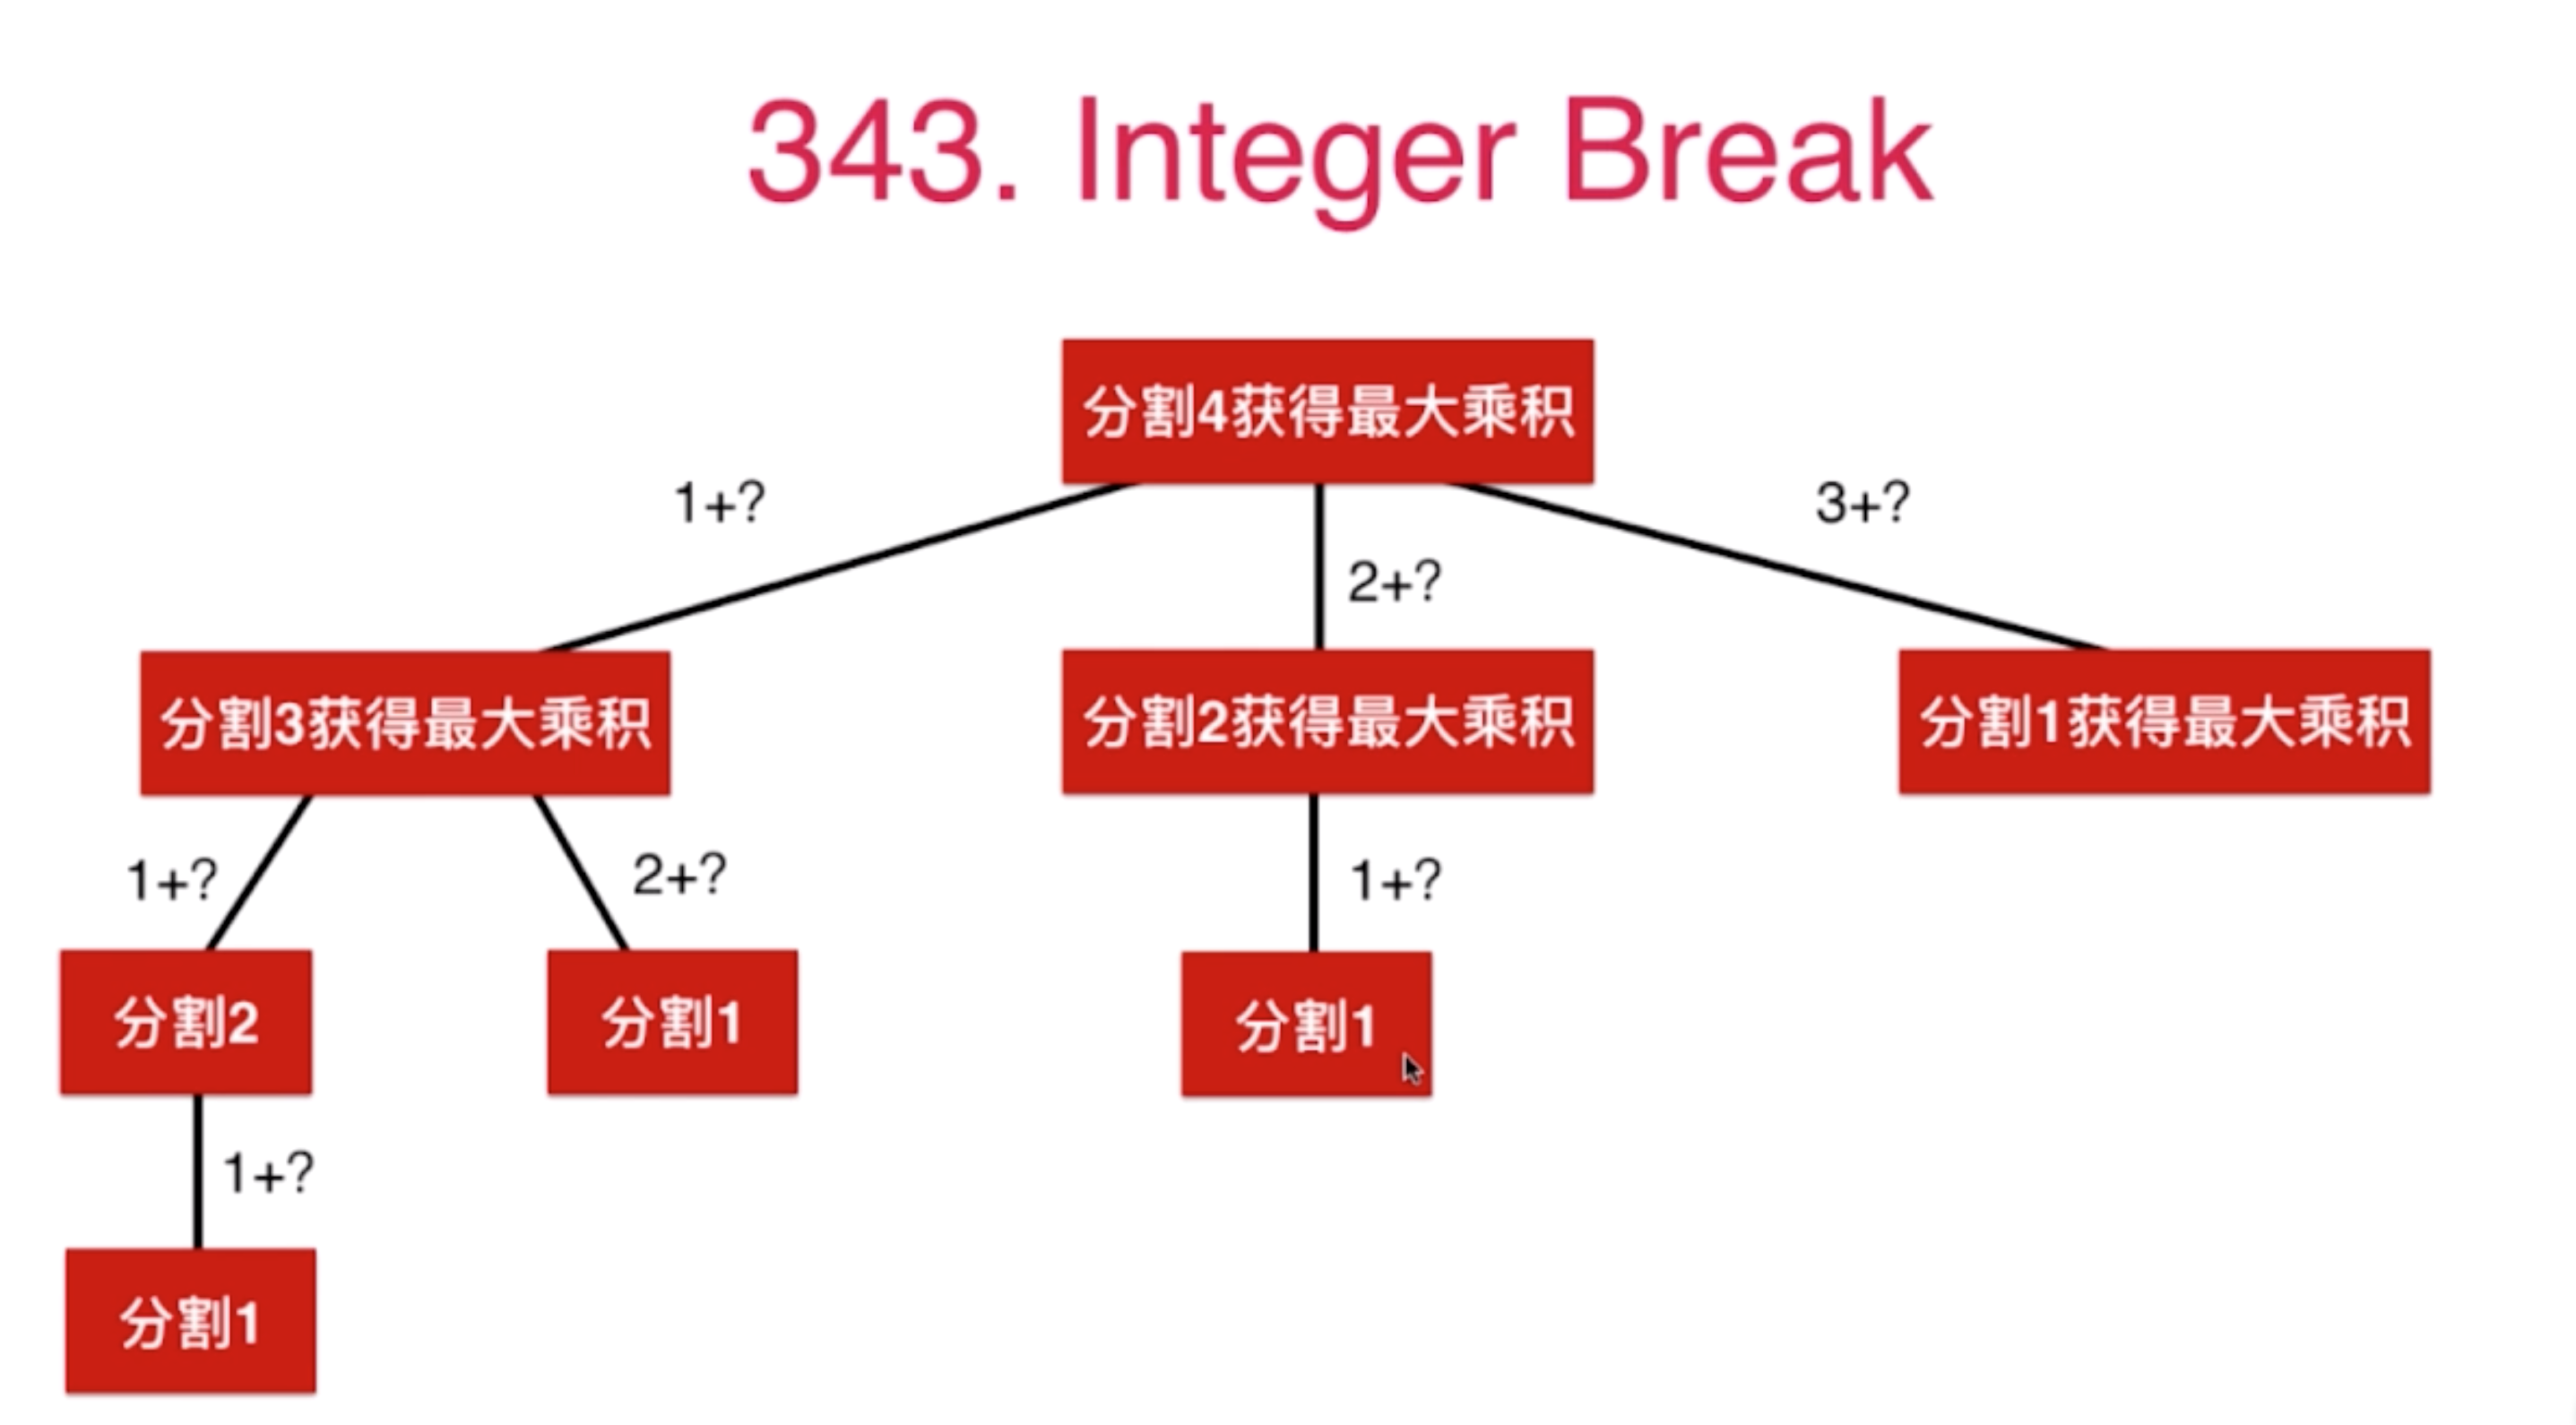 343. Integer Break
分割4获得最大乘积
1+?
3+?
2+?
分割3获得最大乘积
分割2获得最大乘积
分割1获得最大乘积
1+?
2+?
1+?
分割2
分割1
分割1
1+?
分割1